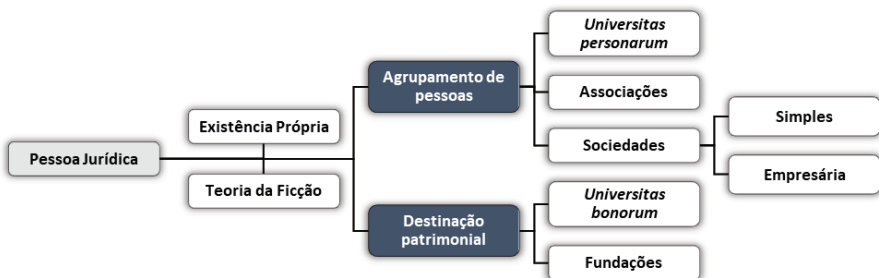 Pessoa Jurídica
Existência Própria
Teoria da Ficção
Agrupamento de
pessoas
Universitas
personarum
Associações
Sociedades
Simples
Empresária
Destinação
patrimonial
Universitas
bonorum
Fundações